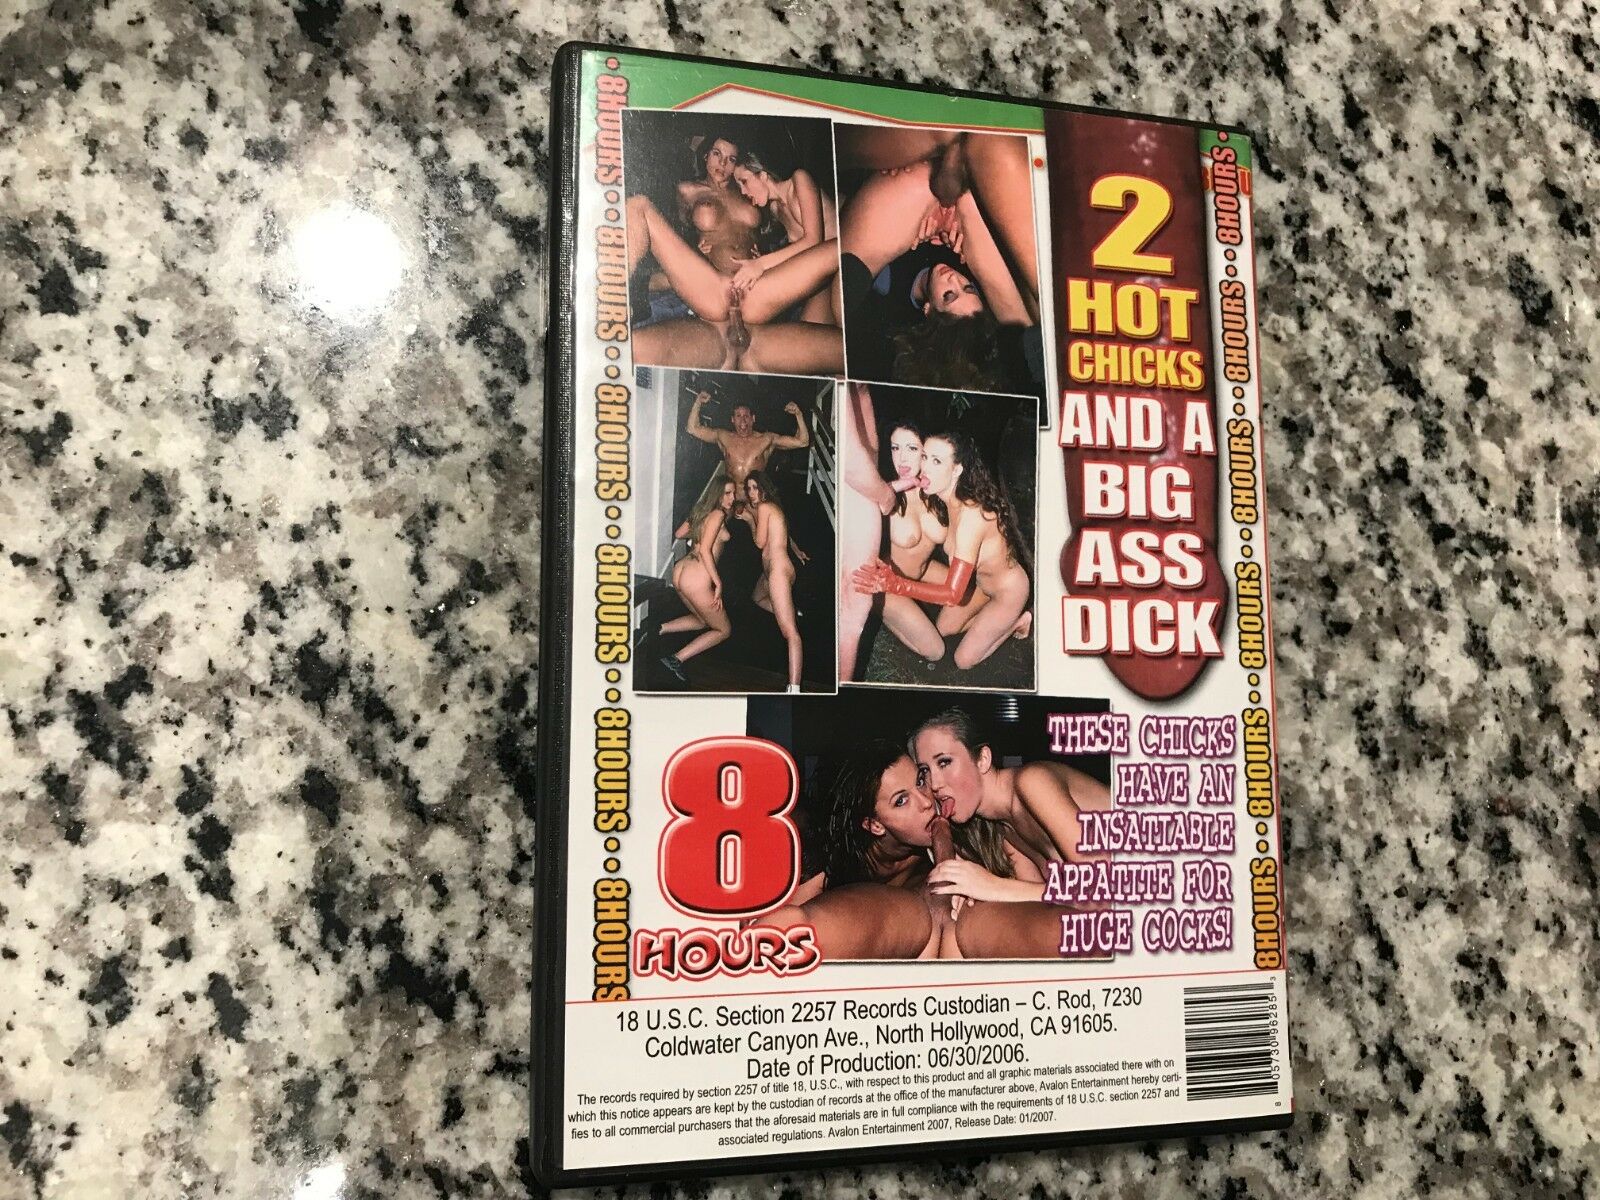 8HOURS • • 8HOURS • • 8HOURS • • 8HOURS • • 8HOURS • • 8HOURS
2
HOT
CHICKS
AND A
BIG
ASS
DICK
8HOURS • • 8HOURS • • 8HOURS • • 8HOURS • • 8HOURS • • 8HOURS
THESE CHICKS
HAVE AN
INSATIABLE
APPATITE FOR
HUGE COCKS!
8
HOURS
18 U.S.C. Section 2257 Records Custodian – C. Rod, 7230
Coldwater Canyon Ave., North Hollywood, CA 91605.
Date of Production: 06/30/2006.
The records required by section 2257 of title 18, U.S.C., with respect to this product and all graphic materials associated there with on
which this notice appears are kept by the custodian of records at the office of the manufacturer above, Avalon Entertainment hereby certi-
fies to all commercial purchasers that the aforesaid materials are in full compliance with the requirements of 18 U.S.C. section 2257 and
associated regulations. Avalon Entertainment 2007, Release Date: 01/2007.
8 05730 96285 3